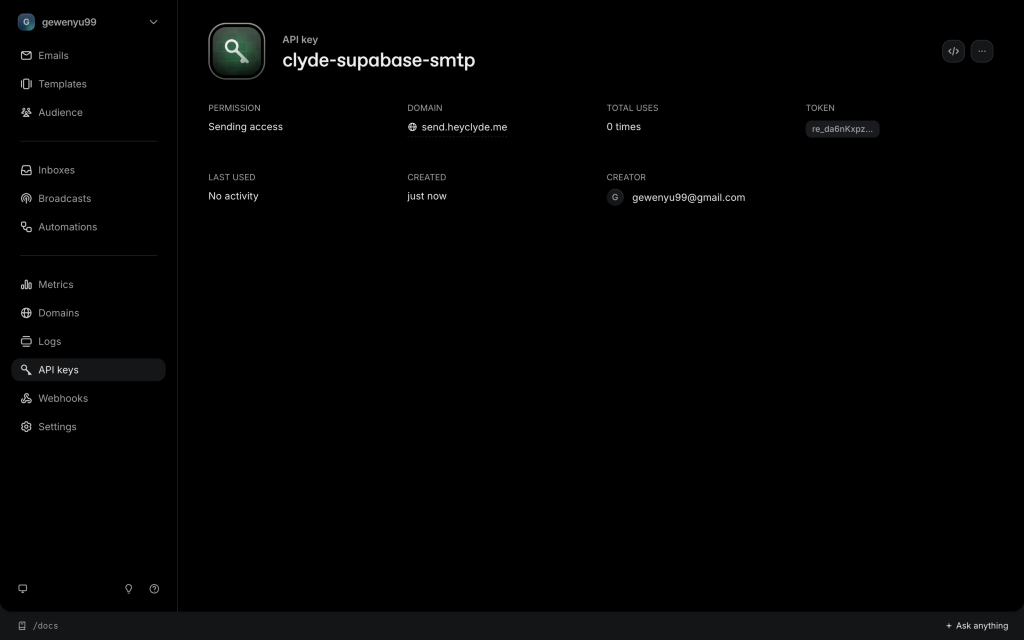 G gewenyu99
Emails
Templates
Audience
Inboxes
Broadcasts
Automations
Metrics
Domains
Logs
API keys
Webhooks
Settings
API key
clyde-supabase-smtp
PERMISSION
Sending access
DOMAIN
send.heyclyde.me
TOTAL USES
0 times
TOKEN
re_da6nKxpz...
LAST USED
No activity
CREATED
just now
CREATOR
G gewenyu99@gmail.com
/docs
+ Ask anything